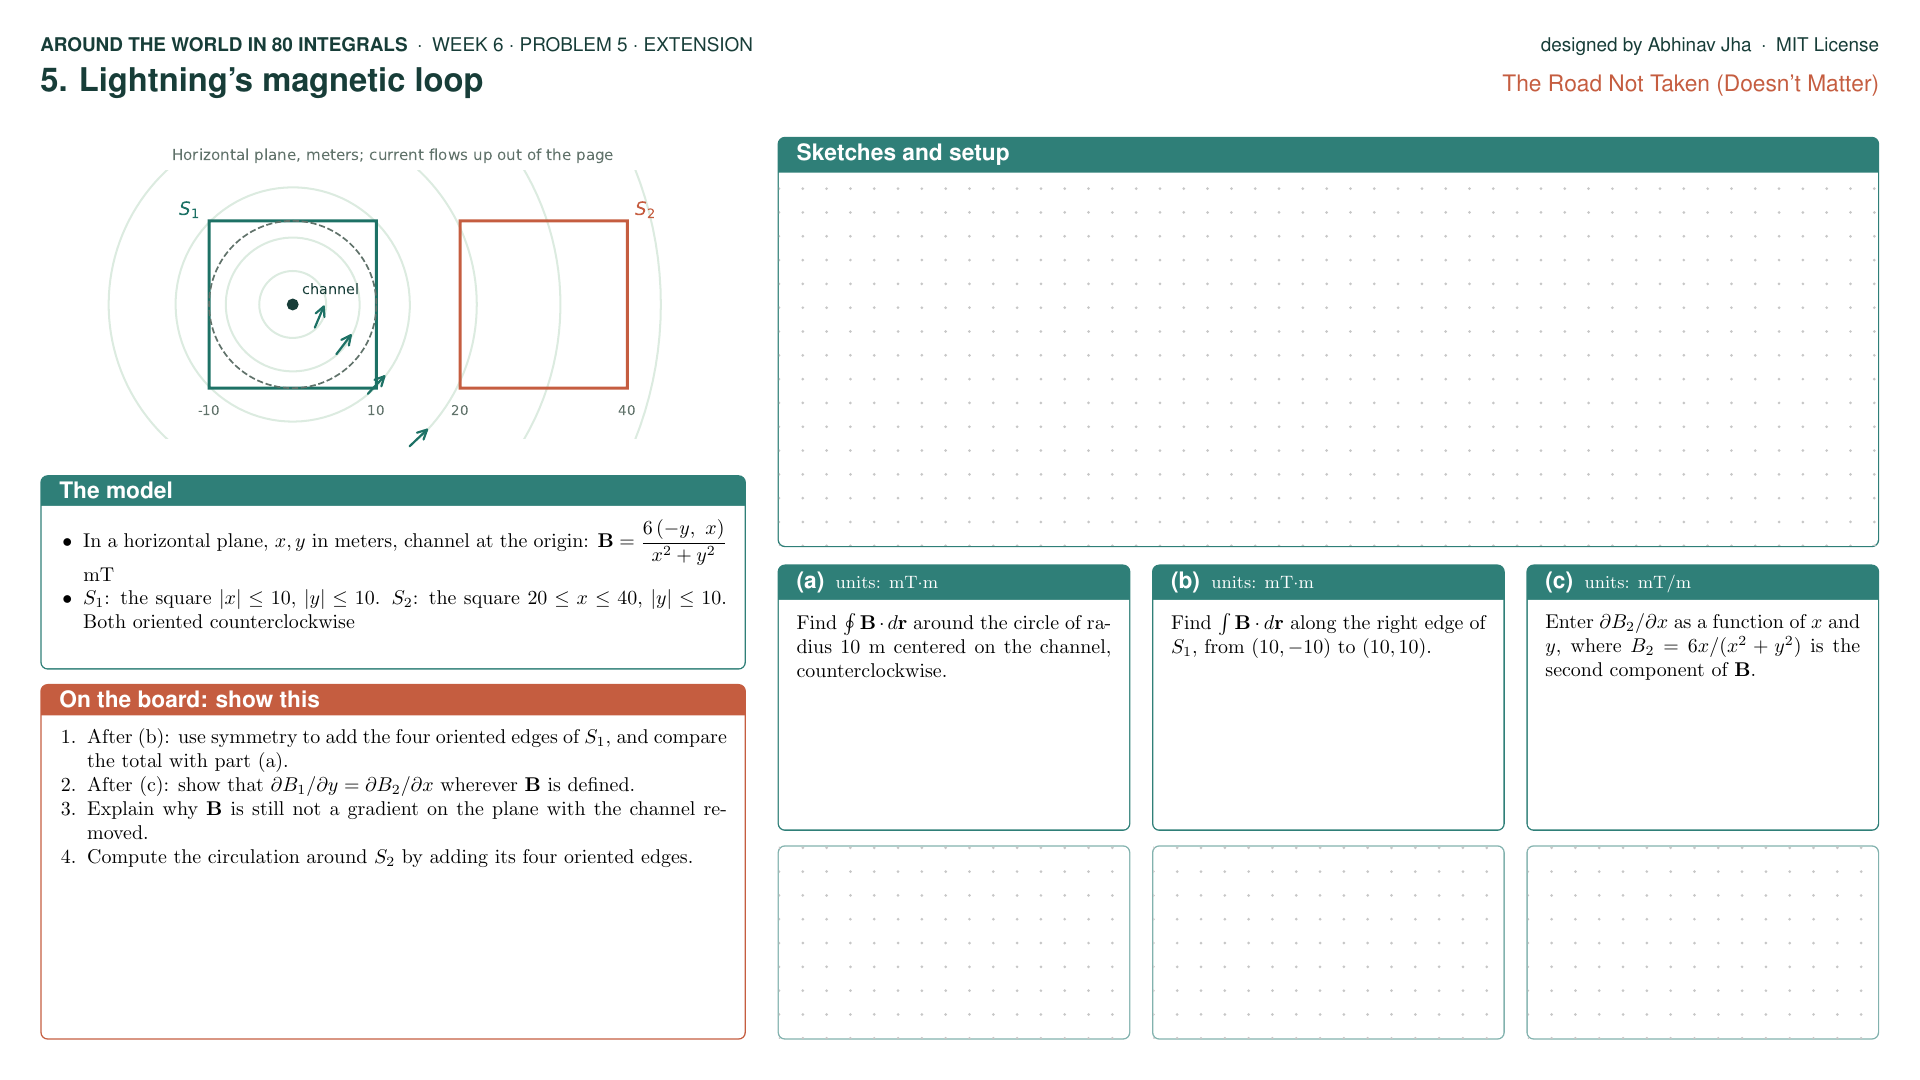 AROUND THE WORLD IN 80 INTEGRALS · WEEK 6 · PROBLEM 5 · EXTENSION
designed by Abhinav Jha · MIT License
5. Lightning’s magnetic loop
The Road Not Taken (Doesn’t Matter)
Horizontal plane, meters; current flows up out of the page
S₁
S₂
channel
-10
10
20
40
The model
• In a horizontal plane, x, y in meters, channel at the origin: B = 6 (−y, x) / x² + y²
mT
• S₁: the square |x| ≤ 10, |y| ≤ 10. S₂: the square 20 ≤ x ≤ 40, |y| ≤ 10.
Both oriented counterclockwise
On the board: show this
1. After (b): use symmetry to add the four oriented edges of S₁, and compare
the total with part (a).
2. After (c): show that ∂B₁/∂y = ∂B₂/∂x wherever B is defined.
3. Explain why B is still not a gradient on the plane with the channel re-
moved.
4. Compute the circulation around S₂ by adding its four oriented edges.
Sketches and setup
(a) units: mT·m
Find ∮ B · dr around the circle of ra-
dius 10 m centered on the channel,
counterclockwise.
(b) units: mT·m
Find ∫ B · dr along the right edge of
S₁, from (10, −10) to (10, 10).
(c) units: mT/m
Enter ∂B₂/∂x as a function of x and
y, where B₂ = 6x/(x² + y²) is the
second component of B.